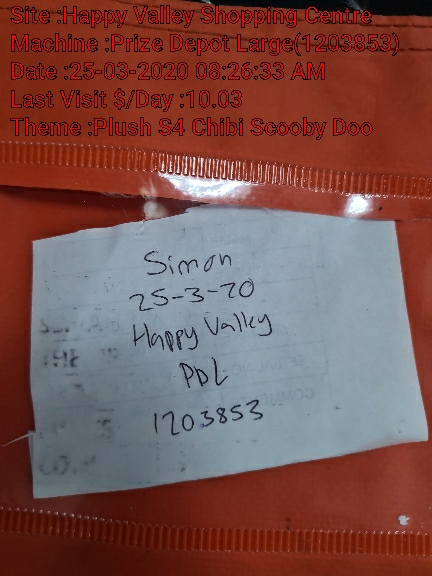 Site :Happy Valley Shopping Centre
Machine :Prize Depot Large(1203853)
Date :25-03-2020 08:26:33 AM
Last Visit $/Day :10.03
Theme :Plush S4 Chibi Scooby Doo
Simon
25-3-20
Happy Valley
PDL
1203853